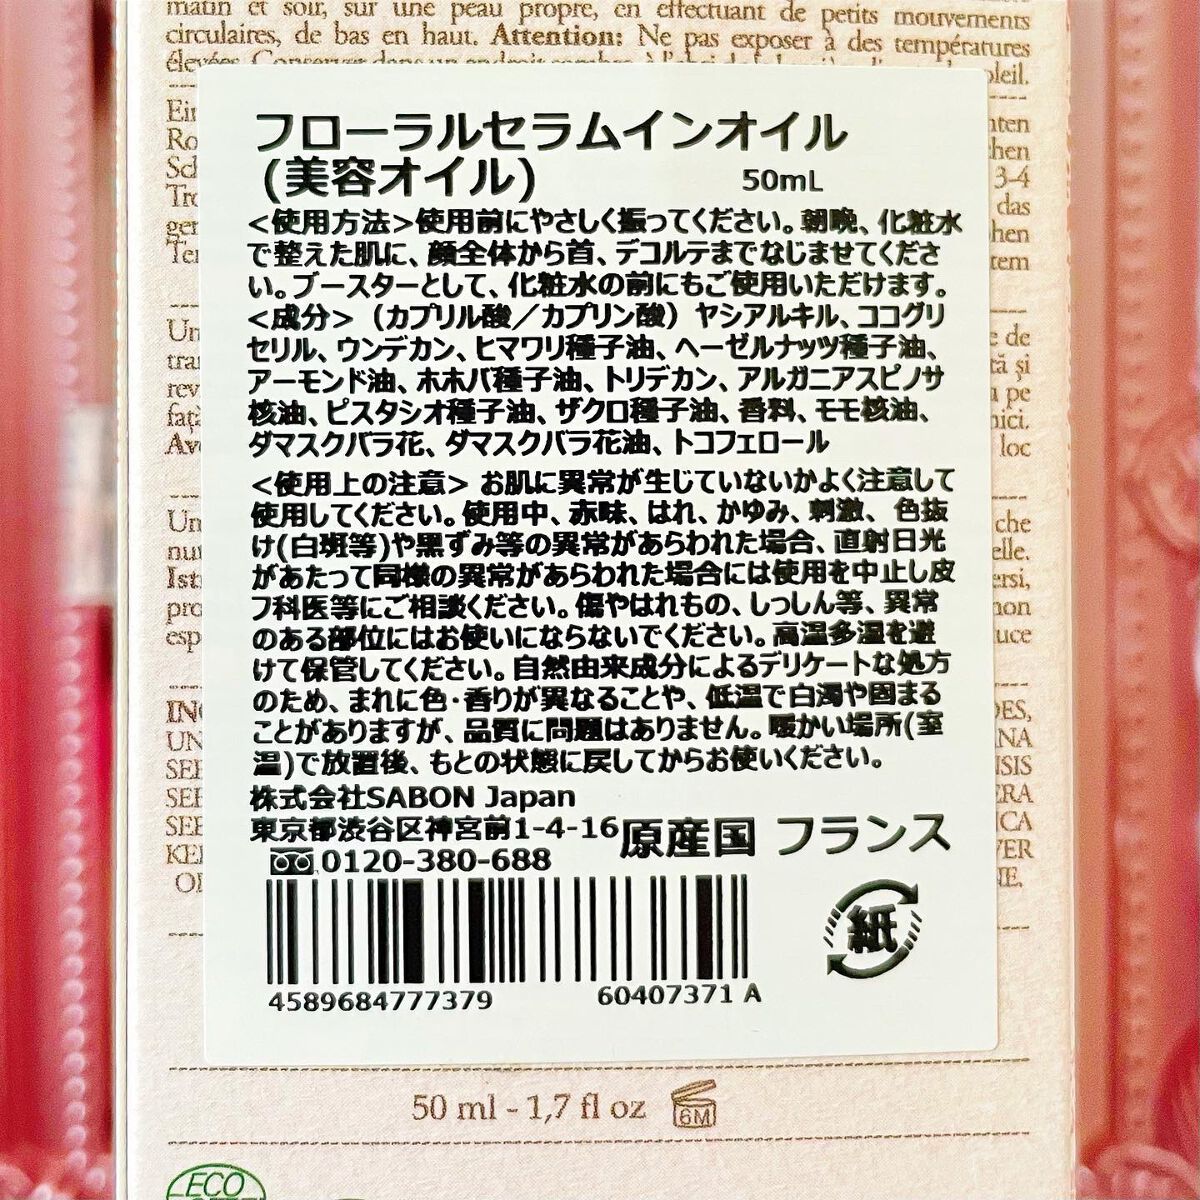 matin et soir, sur une peau propre, en effectuant de petits mouvements
circulaires, de bas en haut. Attention: Ne pas exposer à des températures
oleil.
フローラルセラムインオイル
(美容オイル) 50mL
<使用方法>使用前にやさしく振ってください。朝晩、化粧水
で整えた肌に、顔全体から首、デコルテまでなじませてくださ
い。ブースターとして、化粧水の前にもご使用いただけます。
<成分>（カプリル酸／カプリン酸）ヤシアルキル、ココグリ
セリル、ウンデカン、ヒマワリ種子油、ヘーゼルナッツ種子油、
アーモンド油、ホホバ種子油、トリデカン、アルガニアスピノサ
核油、ピスタシオ種子油、ザクロ種子油、香料、モモ核油、
ダマスクバラ花、ダマスクバラ花油、トコフェロール
<使用上の注意> お肌に異常が生じていないかよく注意して
使用してください。使用中、赤味、はれ、かゆみ、刺激、色抜
け(白斑等)や黒ずみ等の異常があらわれた場合、直射日光
があたって同様の異常があらわれた場合には使用を中止し皮
フ科医等にご相談ください。傷やはれもの、しっしん等、異常
のある部位にはお使いにならないでください。高温多湿を避
けて保管してください。自然由来成分によるデリケートな処方
のため、まれに色・香りが異なることや、低温で白濁や固まる
ことがありますが、品質に問題はありません。暖かい場所(室
温)で放置後、もとの状態に戻してからお使いください。
株式会社SABON Japan
東京都渋谷区神宮前1-4-16
原産国 フランス
0120-380-688
紙
4589684777379 60407371 A
50 ml - 1,7 fl oz 6M
ECO